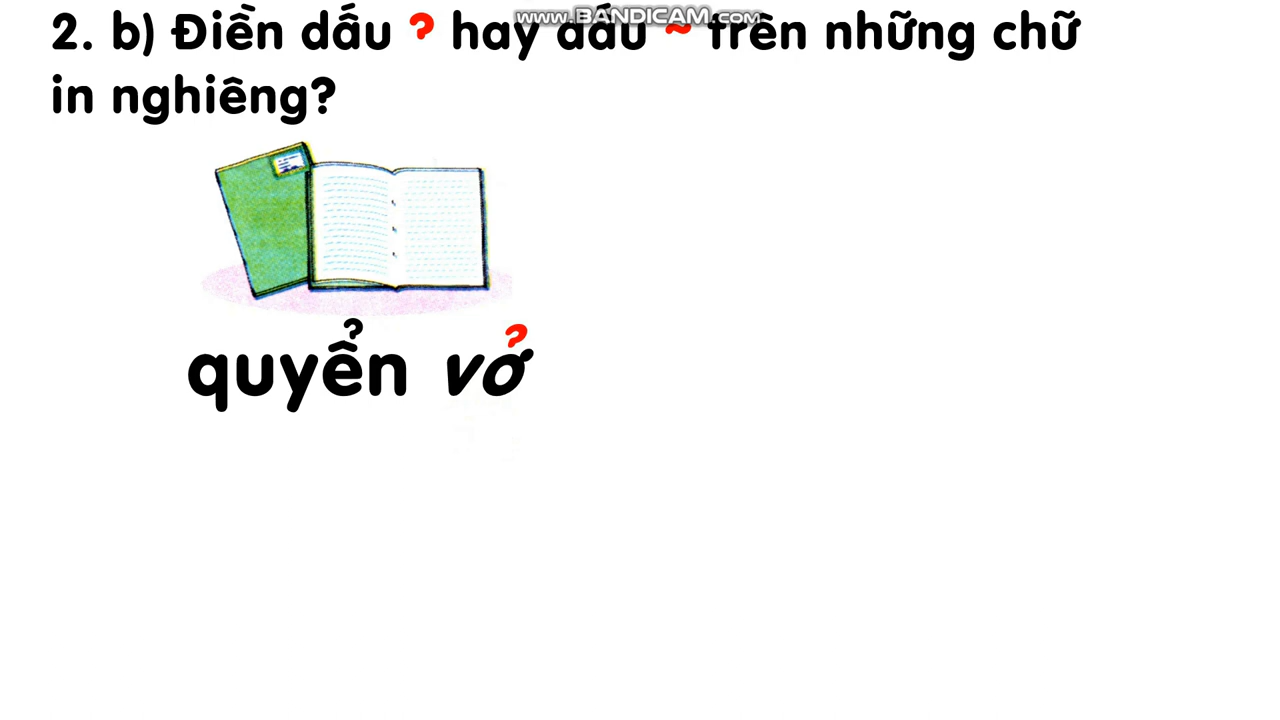 www.BANDICAM.com
2. b) Điền dấu ? hay dấu ~ trên những chữ
in nghiêng?
quyển vở